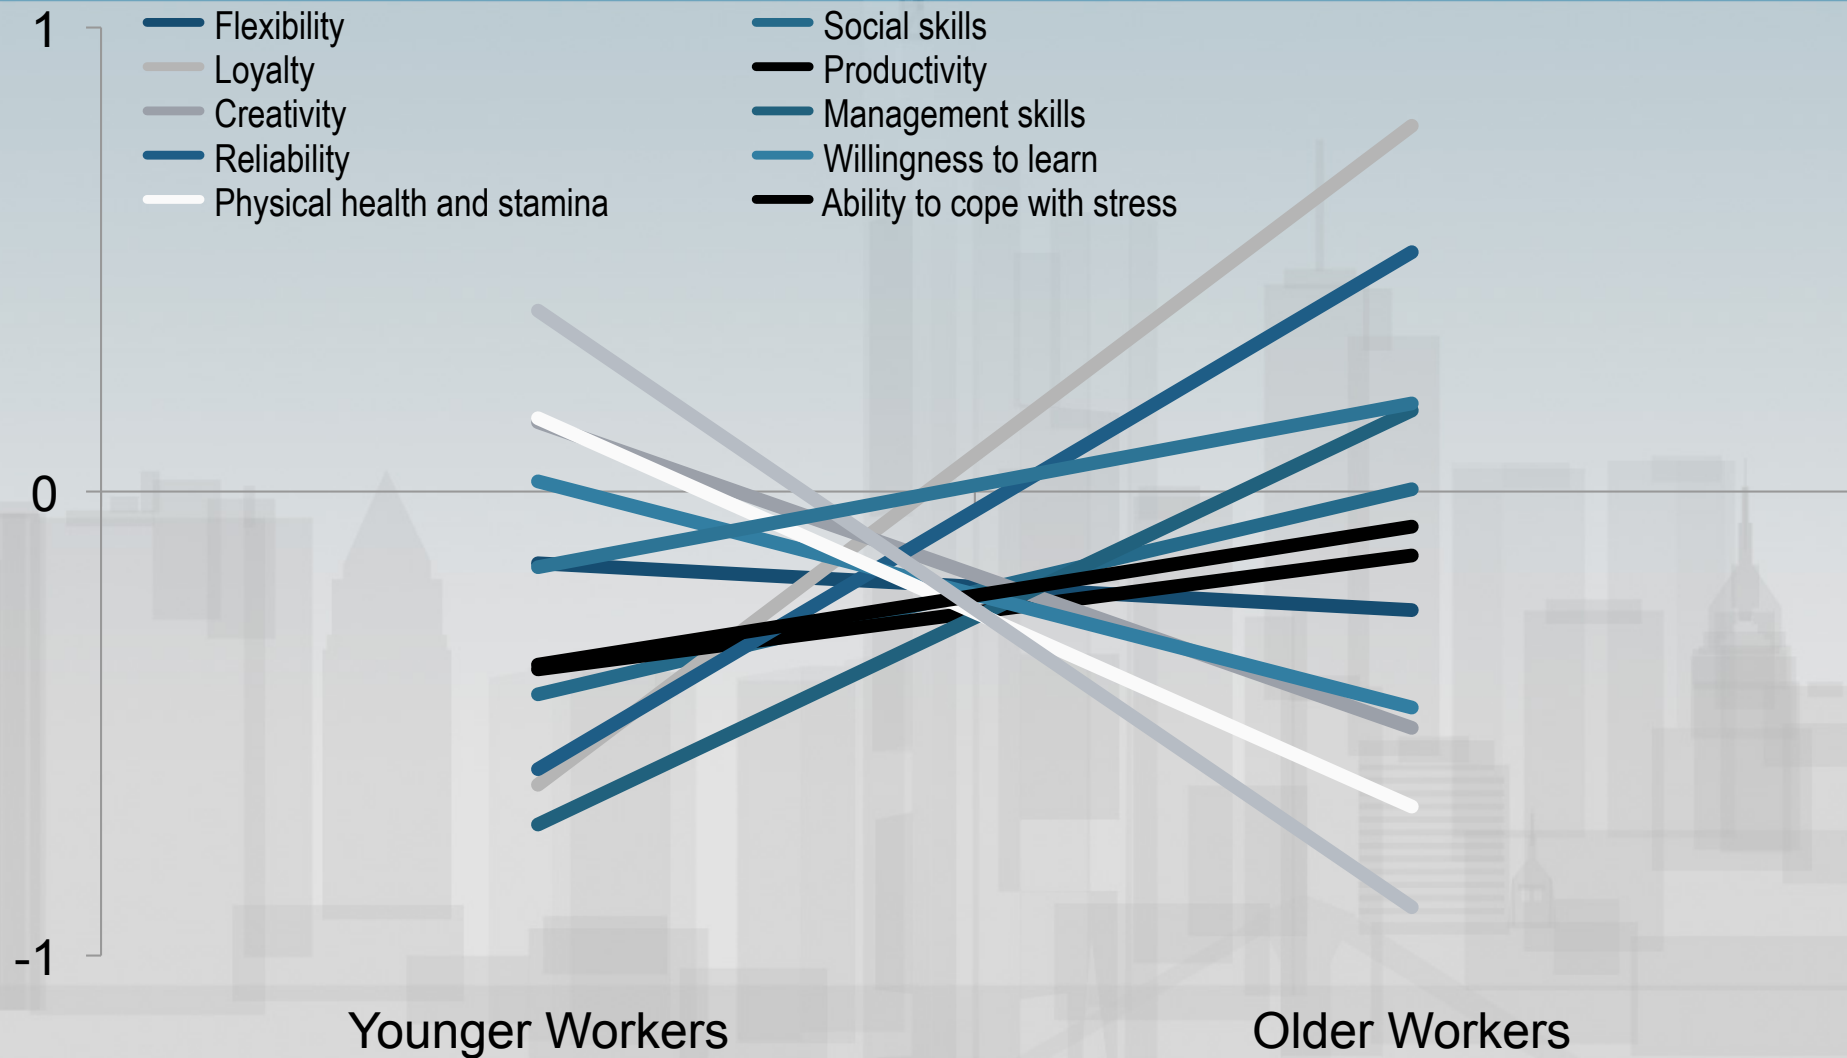 1
Flexibility
Social skills
Loyalty
Productivity
Creativity
Management skills
Reliability
Willingness to learn
Physical health and stamina
Ability to cope with stress
0
-1
Younger Workers
Older Workers